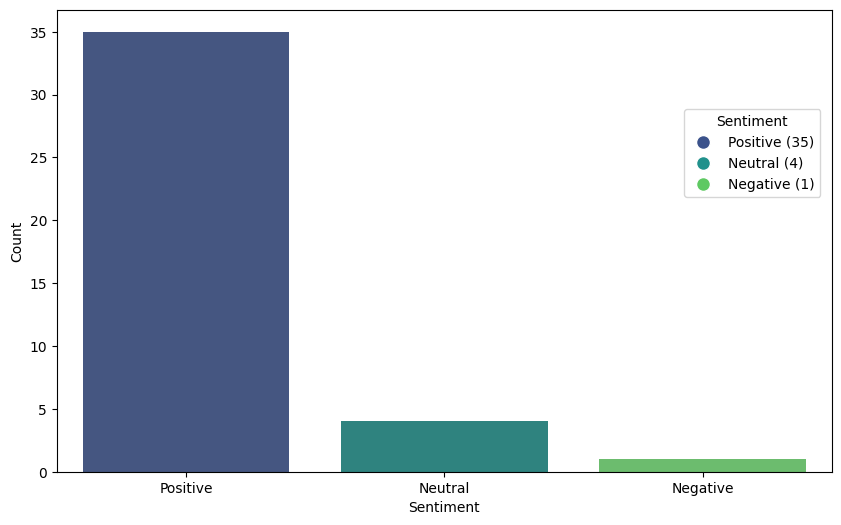 35
30
25
20
15
10
5
0
Count
Sentiment
Positive (35)
Neutral (4)
Negative (1)
Positive
Neutral
Negative
Sentiment